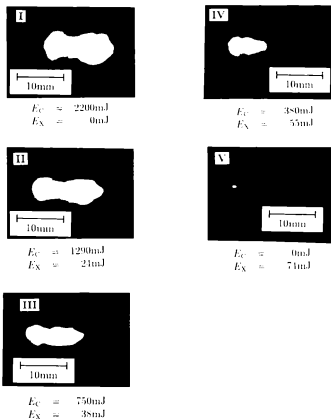 I
10mm
E_C = 2200mJ
E_X = 0mJ
II
10mm
E_C = 1290mJ
E_X = 21mJ
III
10mm
E_C = 750mJ
E_X = 38mJ
IV
10mm
E_C = 380mJ
E_X = 55mJ
V
10mm
E_C = 0mJ
E_X = 74mJ